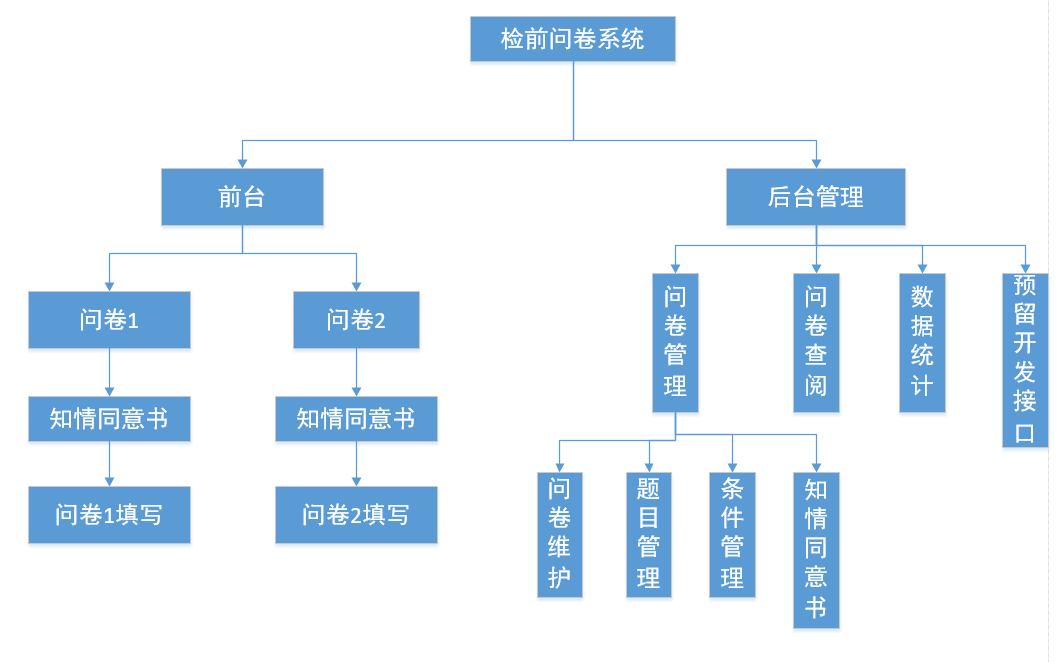 检前问卷系统
前台
后台管理
问卷1
问卷2
问卷管理
问卷查阅
数据统计
预留开发接口
知情同意书
知情同意书
问卷1填写
问卷2填写
问卷维护
题目管理
条件管理
知情同意书